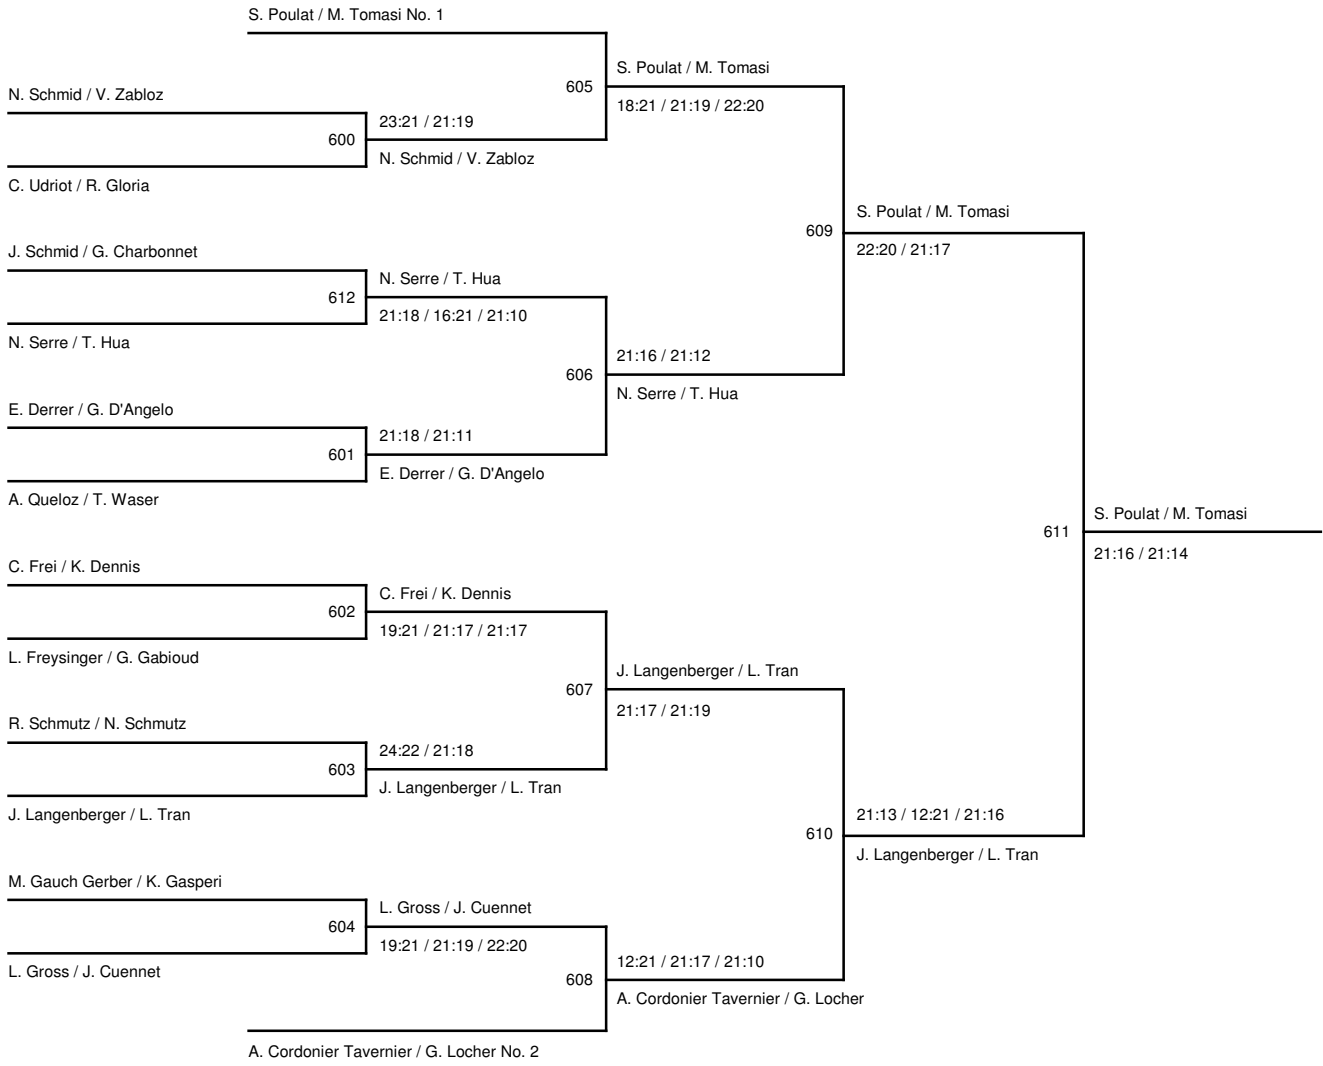 S. Poulat / M. Tomasi No. 1
S. Poulat / M. Tomasi
605
18:21 / 21:19 / 22:20
N. Schmid / V. Zabloz
23:21 / 21:19
600
N. Schmid / V. Zabloz
C. Udriot / R. Gloria
S. Poulat / M. Tomasi
609
22:20 / 21:17
J. Schmid / G. Charbonnet
N. Serre / T. Hua
612
21:18 / 16:21 / 21:10
N. Serre / T. Hua
21:16 / 21:12
606
N. Serre / T. Hua
E. Derrer / G. D'Angelo
21:18 / 21:11
601
E. Derrer / G. D'Angelo
A. Queloz / T. Waser
S. Poulat / M. Tomasi
611
21:16 / 21:14
C. Frei / K. Dennis
C. Frei / K. Dennis
602
19:21 / 21:17 / 21:17
L. Freysinger / G. Gabioud
J. Langenberger / L. Tran
607
21:17 / 21:19
R. Schmutz / N. Schmutz
24:22 / 21:18
603
J. Langenberger / L. Tran
J. Langenberger / L. Tran
21:13 / 12:21 / 21:16
610
J. Langenberger / L. Tran
M. Gauch Gerber / K. Gasperi
L. Gross / J. Cuennet
604
19:21 / 21:19 / 22:20
L. Gross / J. Cuennet
12:21 / 21:17 / 21:10
608
A. Cordonier Tavernier / G. Locher
A. Cordonier Tavernier / G. Locher No. 2